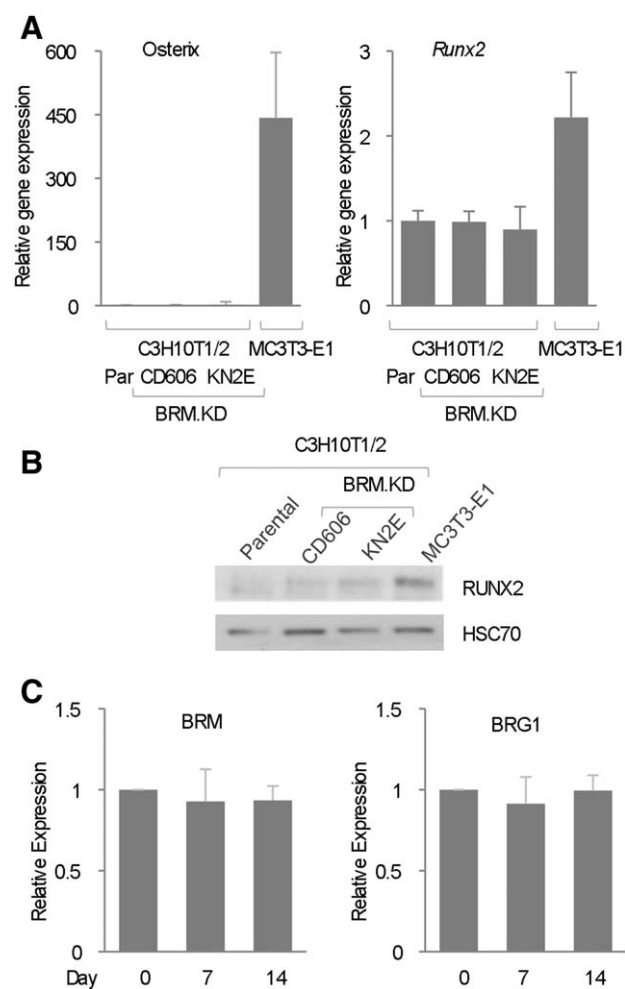 A
Osterix
Relative gene expression
600
450
300
150
0
C3H10T1/2
MC3T3-E1
Par CD606 KN2E
BRM.KD
Runx2
Relative gene expression
3
2
1
0
C3H10T1/2
MC3T3-E1
Par CD606 KN2E
BRM.KD
B
C3H10T1/2
BRM.KD
Parental
CD606
KN2E
MC3T3-E1
RUNX2
HSC70
C
BRM
Relative Expression
1.5
1
0.5
0
Day 0 7 14
BRG1
Relative Expression
1.5
1
0.5
0
0 7 14